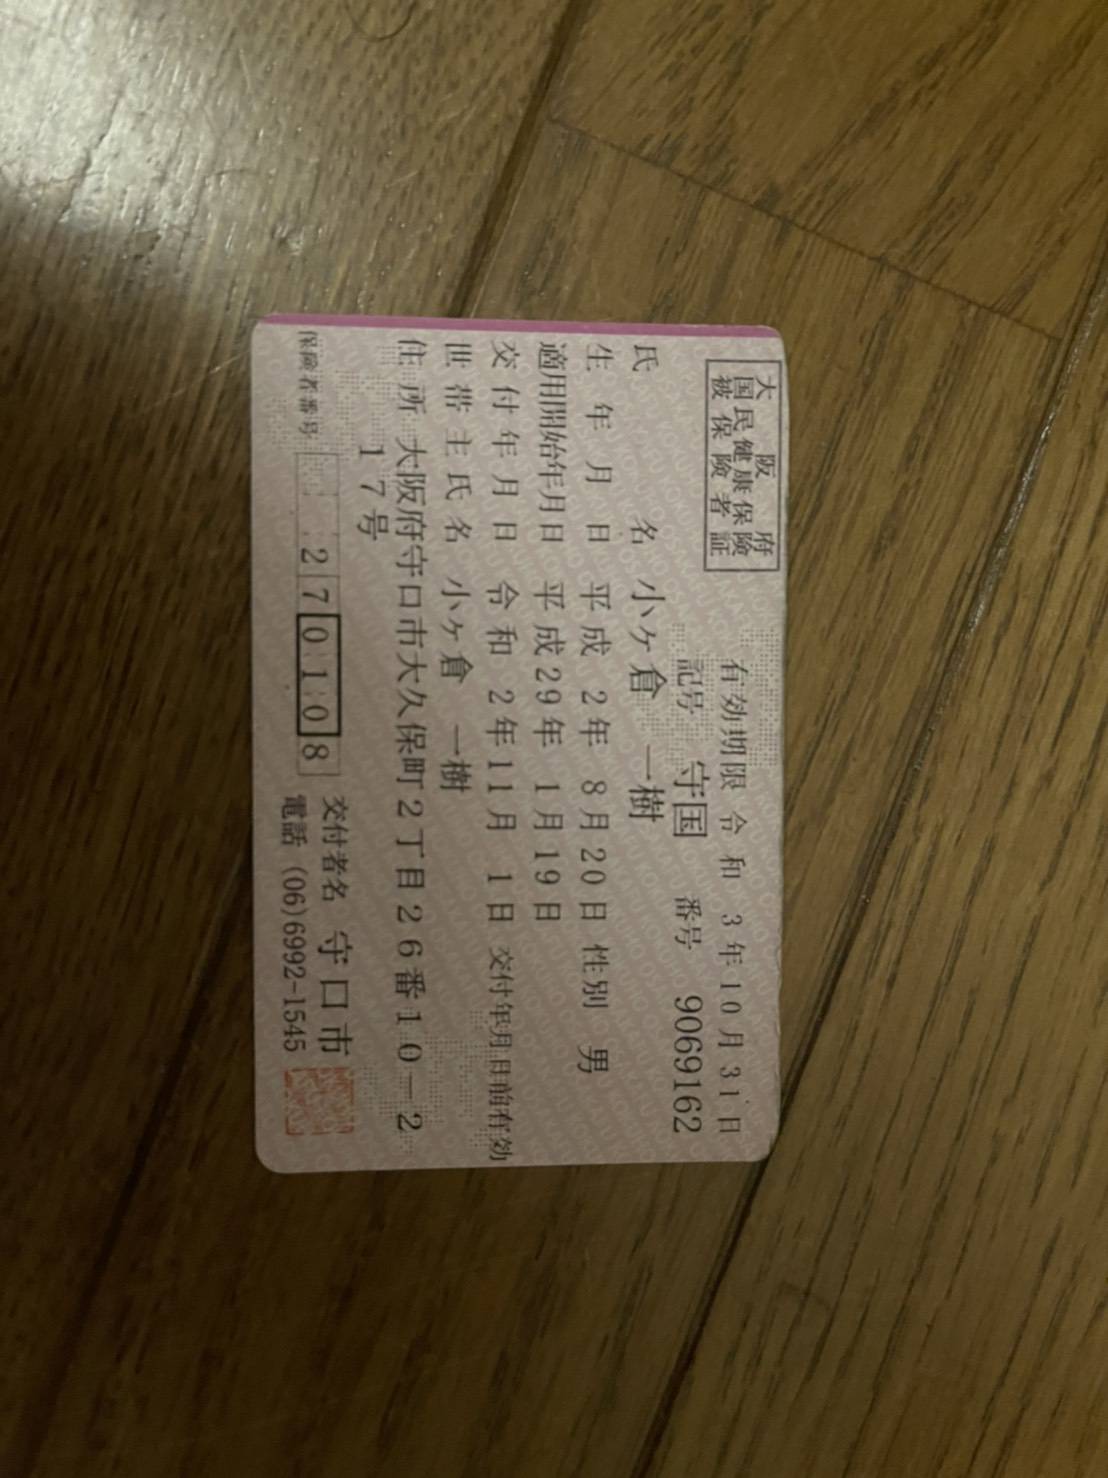 大阪府
国民健康保険
被保険者証
有効期限 令和 3年10月31日
記号 守国 番号 9069162
氏名 小ヶ倉 一樹
生年月日 平成 2年 8月20日 性別 男
適用開始年月日 平成29年 1月19日
交付年月日 令和 2年11月 1日 交付年月日前有効
世帯主氏名 小ヶ倉 一樹
住所 大阪府守口市大久保町2丁目26番10-2
17号
保険者番号 270108 交付者名 守口市
電話 (06)6992-1545